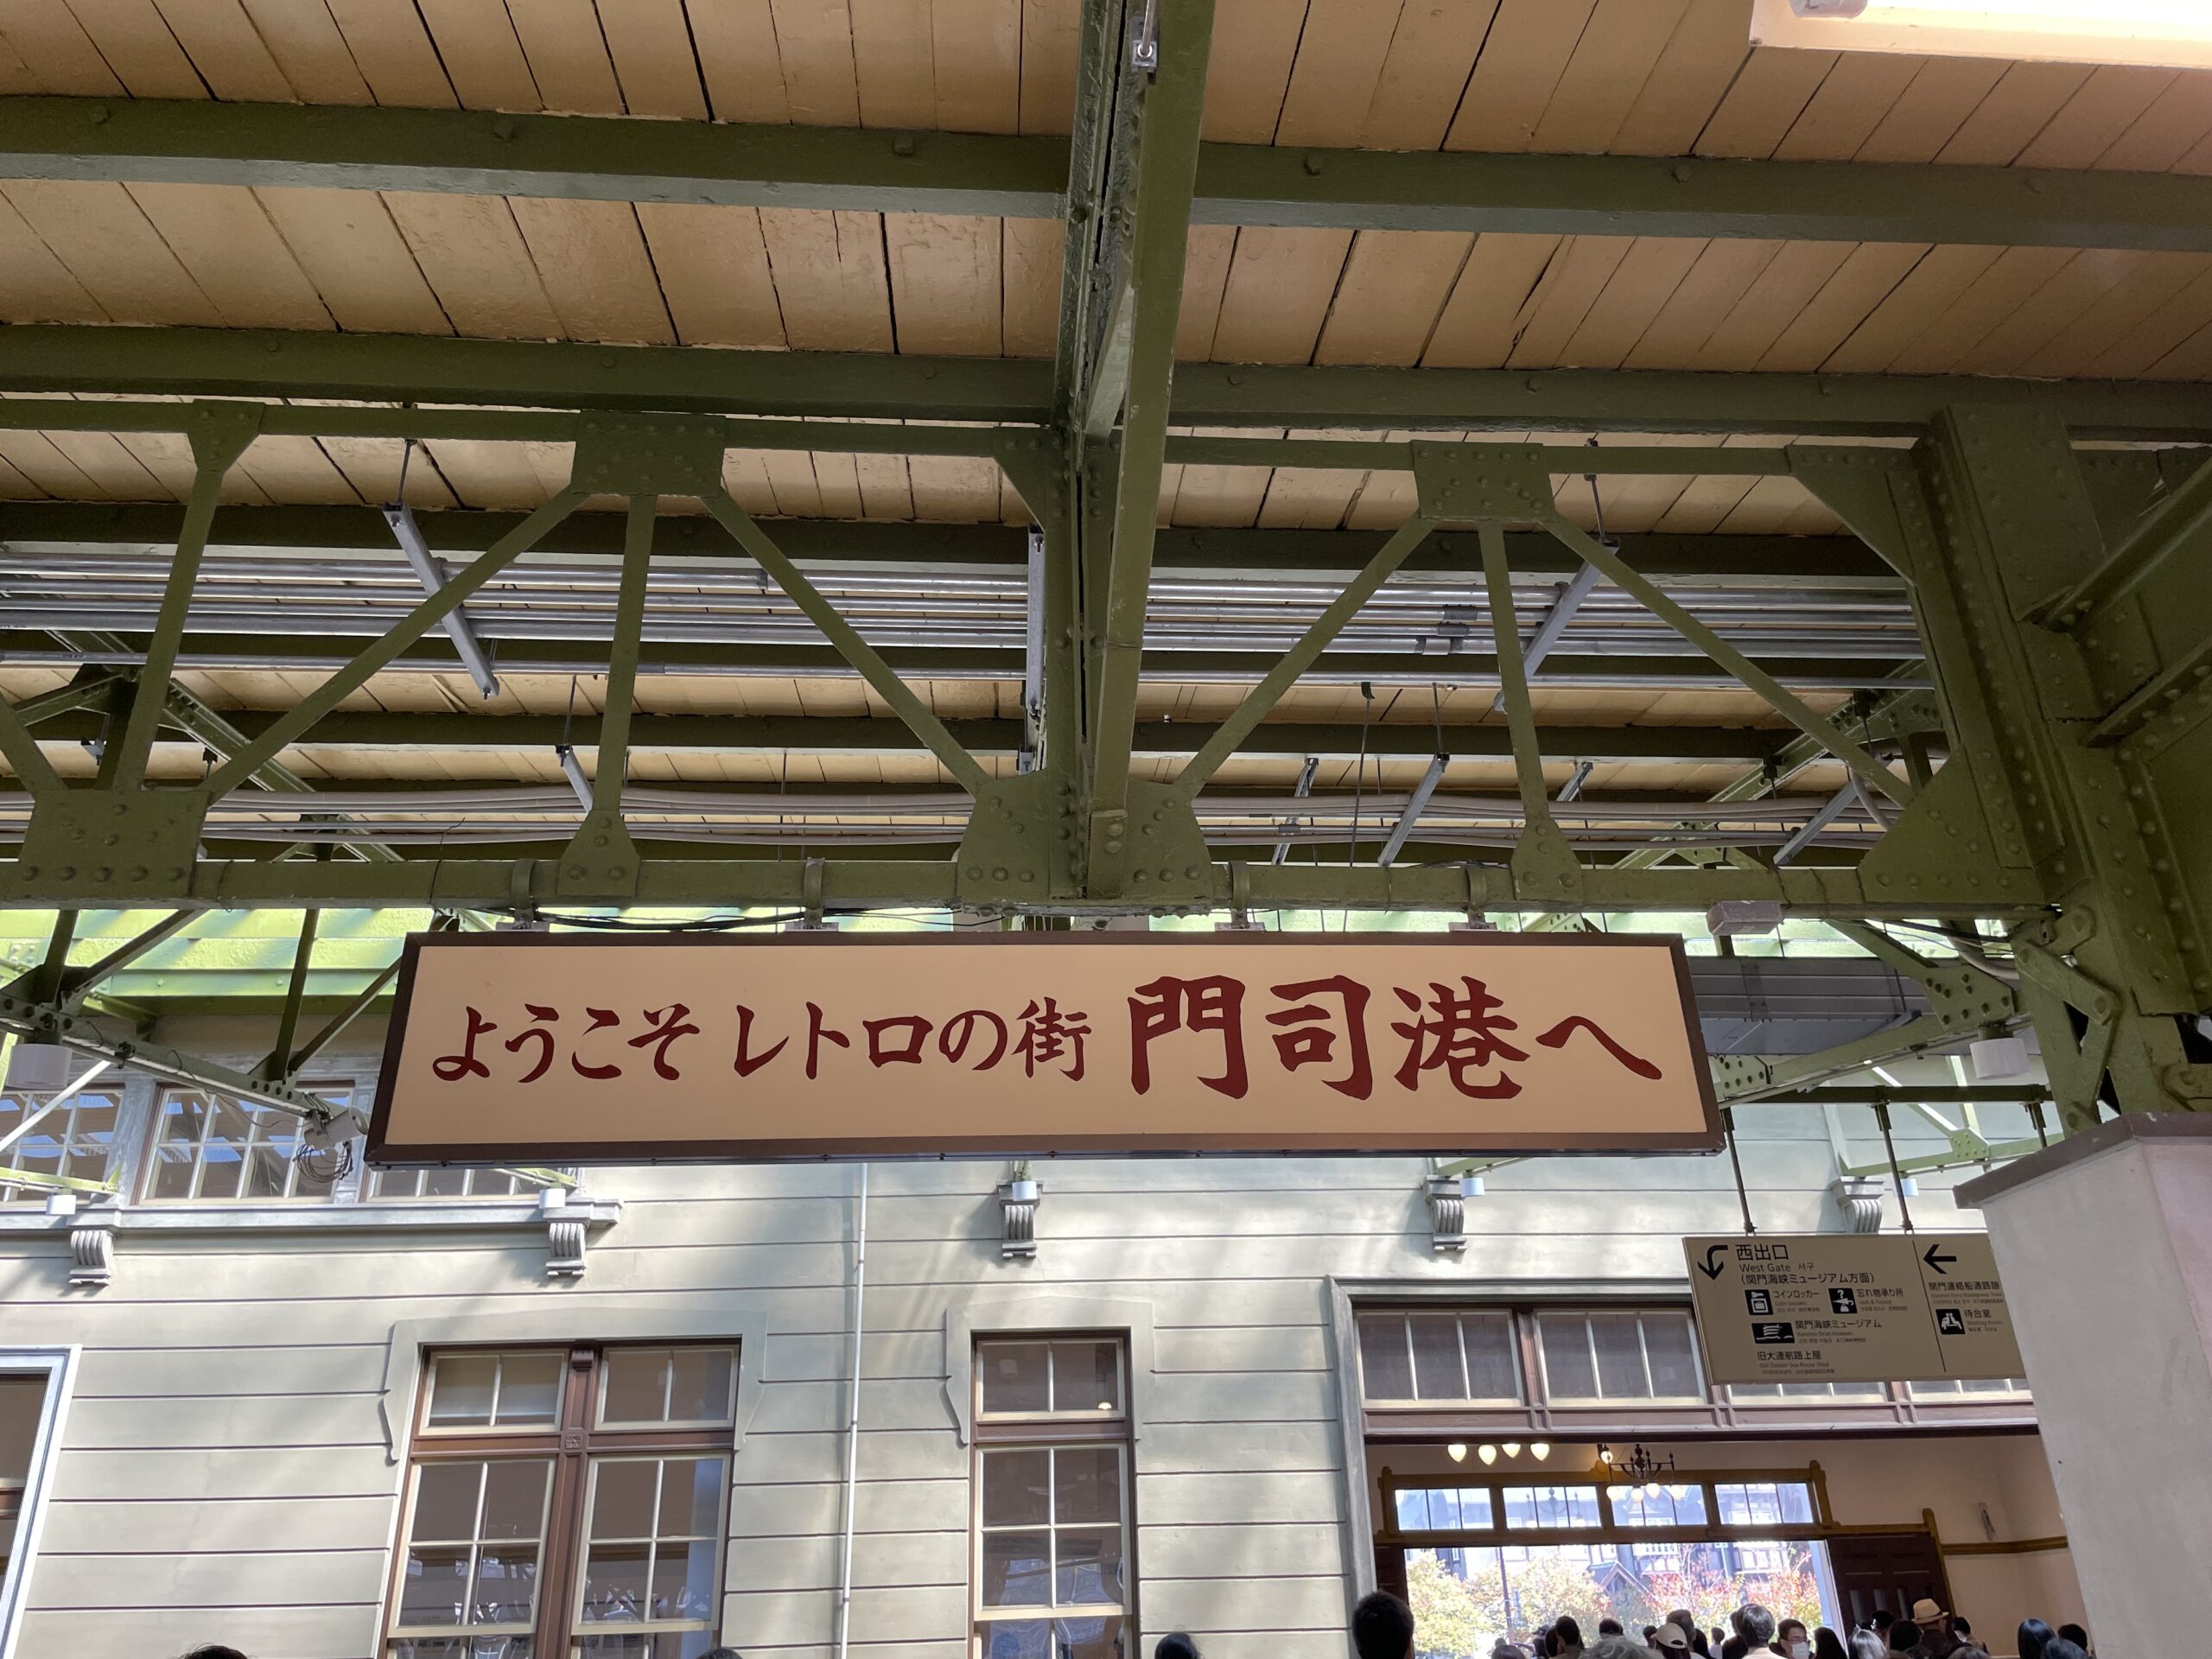 ようこそ レトロの街 門司港へ
西出口
West Gate 서구
(関門海峡ミュージアム方面)
コインロッカー
忘れ物承り所
関門海峡ミュージアム
旧大連航路上屋
関門連絡船通路跡
待合室